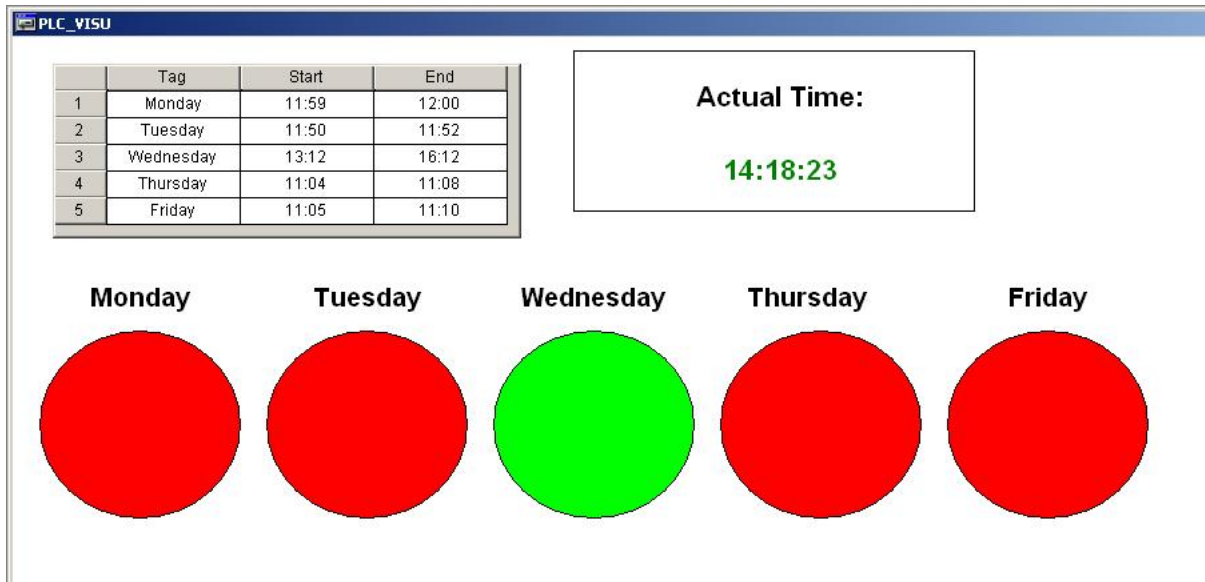 PLC_VISU
Tag Start End
1 Monday 11:59 12:00
2 Tuesday 11:50 11:52
3 Wednesday 13:12 16:12
4 Thursday 11:04 11:08
5 Friday 11:05 11:10
Actual Time:
14:18:23
Monday Tuesday Wednesday Thursday Friday